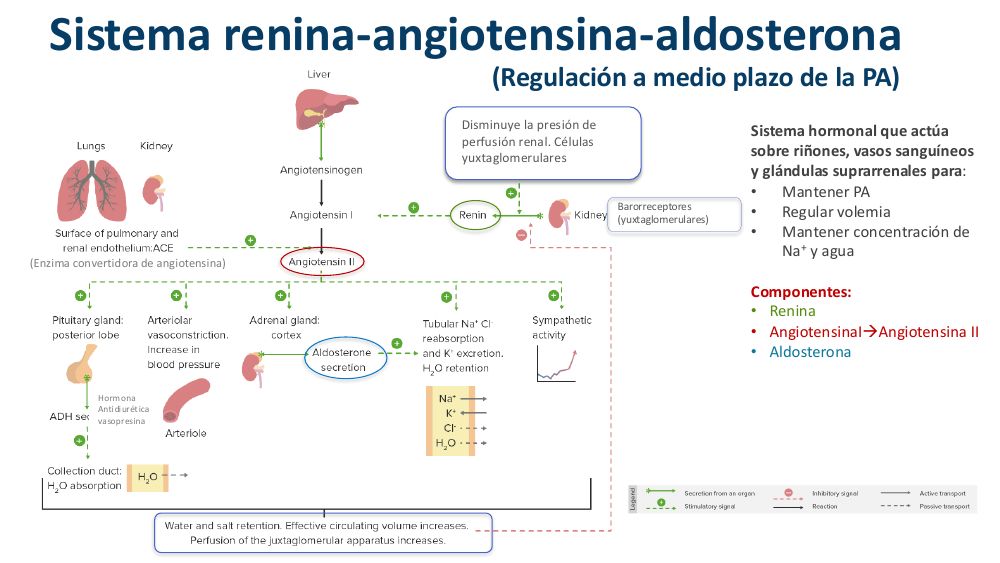 Sistema renina-angiotensina-aldosterona
(Regulación a medio plazo de la PA)
Liver
Disminuye la presión de
perfusión renal. Células
yuxtaglomerulares
Sistema hormonal que actúa
sobre riñones, vasos sanguíneos
y glándulas suprarrenales para:
• Mantener PA
• Regular volemia
• Mantener concentración de
Na⁺ y agua
Componentes:
• Renina
• AngiotensinaI→Angiotensina II
• Aldosterona
Lungs
Kidney
Angiotensinogen
Angiotensin I
Renin
Kidney
Barorreceptores
(yuxtaglomerulares)
Surface of pulmonary and
renal endothelium:ACE
(Enzima convertidora de angiotensina)
Angiotensin II
Pituitary gland:
posterior lobe
Arteriolar
vasoconstriction.
Increase in
blood pressure
Adrenal gland:
cortex
Aldosterone
secretion
Tubular Na⁺ Cl⁻
reabsorption
and K⁺ excretion.
H₂O retention
Sympathetic
activity
Hormona
Antidiurética
vasopresina
ADH sec
Arteriole
Na⁺
K⁺
Cl⁻
H₂O
Collection duct:
H₂O absorption
H₂O
Water and salt retention. Effective circulating volume increases.
Perfusion of the juxtaglomerular apparatus increases.
Legend
Secretion from an organ
Stimulatory signal
Inhibitory signal
Reaction
Active transport
Passive transport